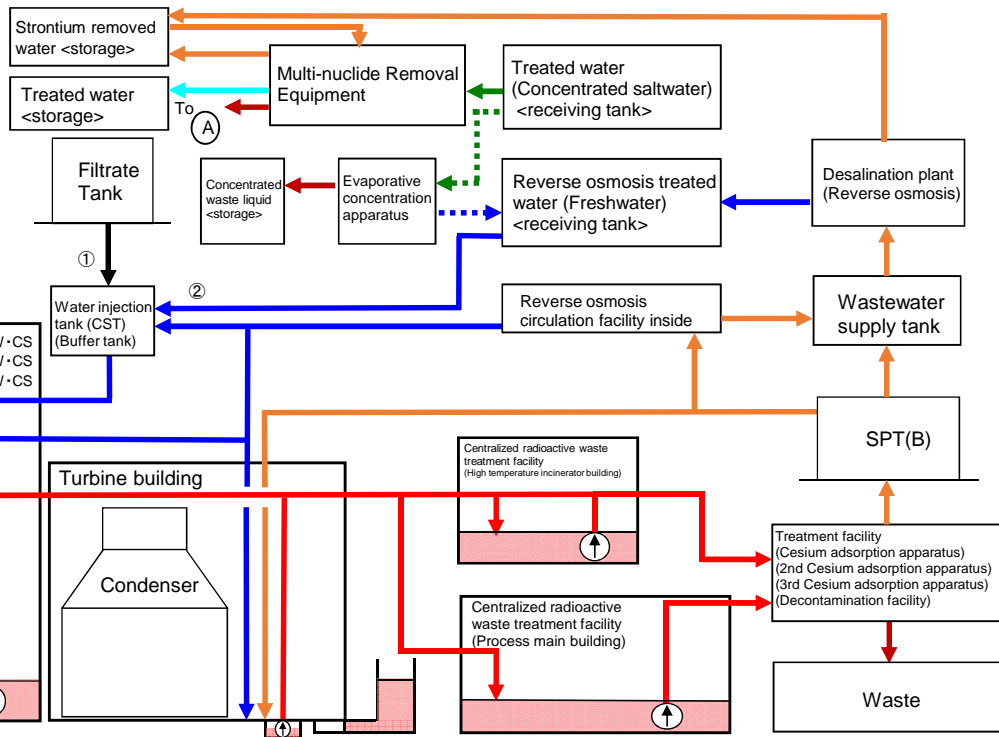 Strontium removed
water <storage>
Treated water
<storage>
To
A
Multi-nuclide Removal
Equipment
Treated water
(Concentrated saltwater)
<receiving tank>
Filtrate
Tank
Concentrated
waste liquid
<storage>
Evaporative
concentration
apparatus
Reverse osmosis treated
water (Freshwater)
<receiving tank>
Desalination plant
(Reverse osmosis)
①
②
Water injection
tank (CST)
(Buffer tank)
Reverse osmosis
circulation facility inside
Wastewater
supply tank
・CS
・CS
・CS
SPT(B)
Centralized radioactive waste
treatment facility
(High temperature incinerator building)
Turbine building
Condenser
Treatment facility
(Cesium adsorption apparatus)
(2nd Cesium adsorption apparatus)
(3rd Cesium adsorption apparatus)
(Decontamination facility)
Centralized radioactive
waste treatment facility
(Process main building)
Waste